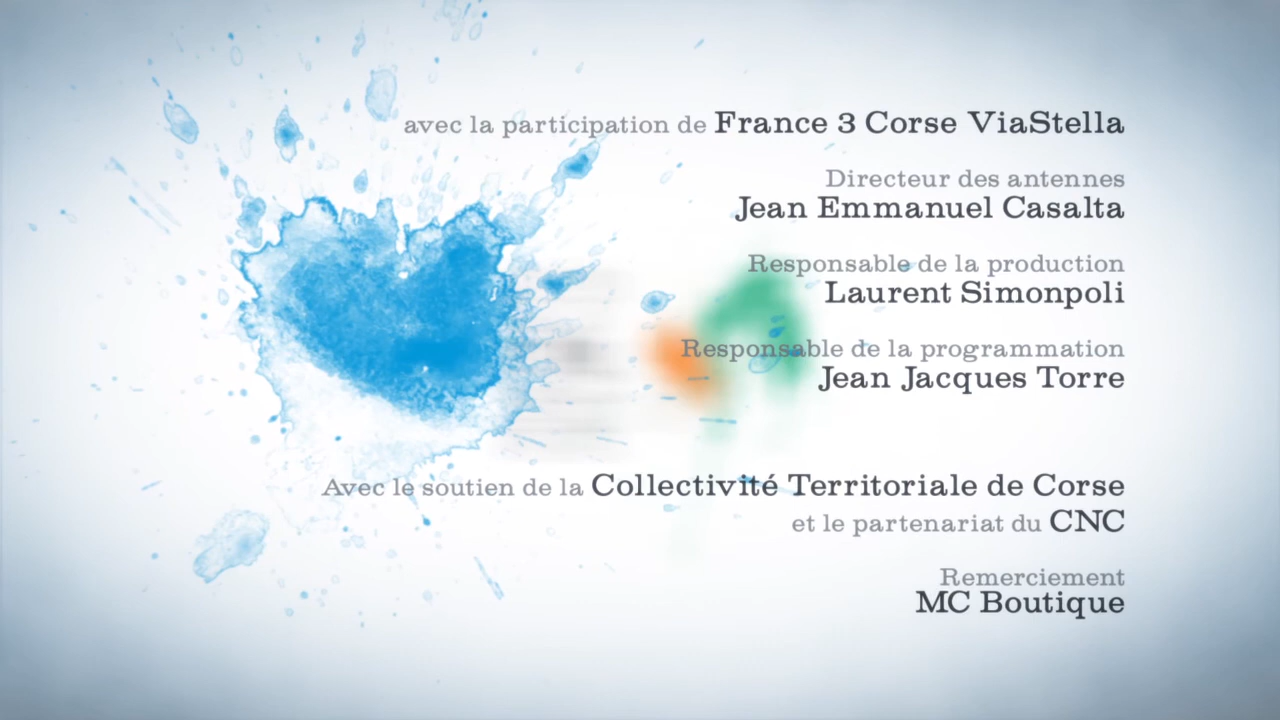 avec la participation de France 3 Corse ViaStella
Directeur des antennes
Jean Emmanuel Casalta
Responsable de la production
Laurent Simonpoli
Responsable de la programmation
Jean Jacques Torre
Avec le soutien de la Collectivité Territoriale de Corse
et le partenariat du CNC
Remerciement
MC Boutique